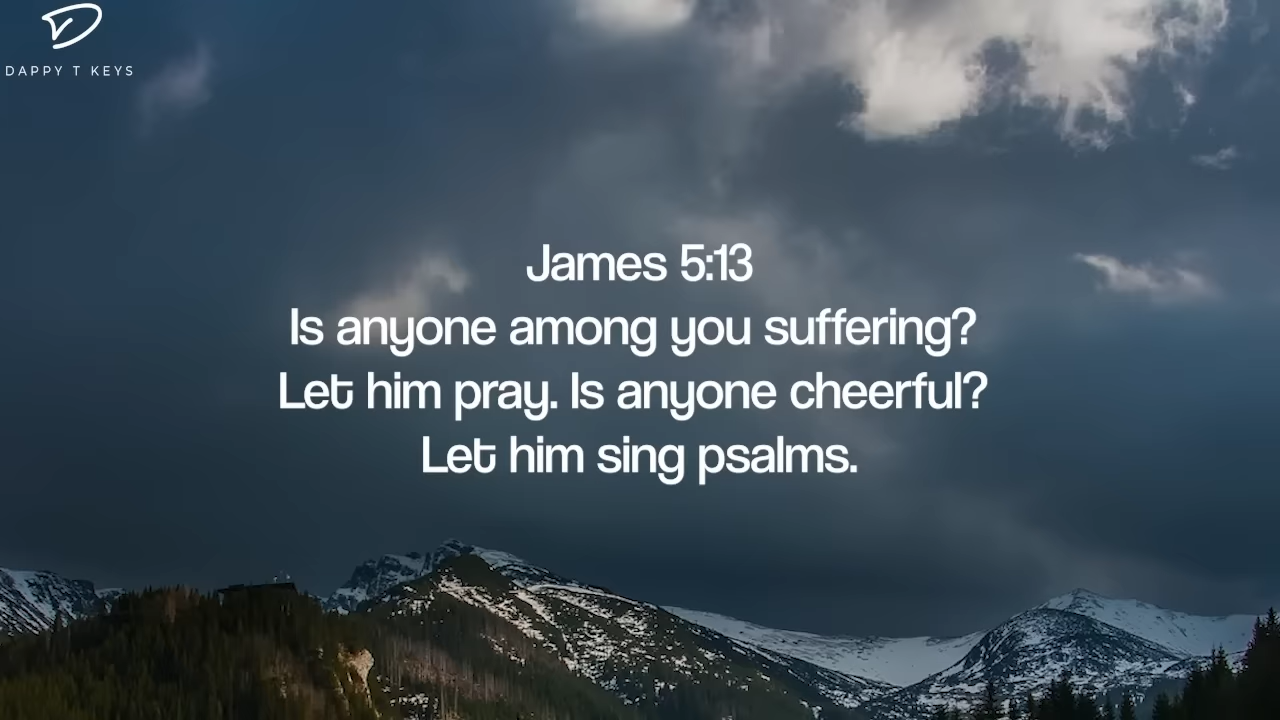 DAPPY T KEYS
James 5:13
Is anyone among you suffering?
Let him pray. Is anyone cheerful?
Let him sing psalms.